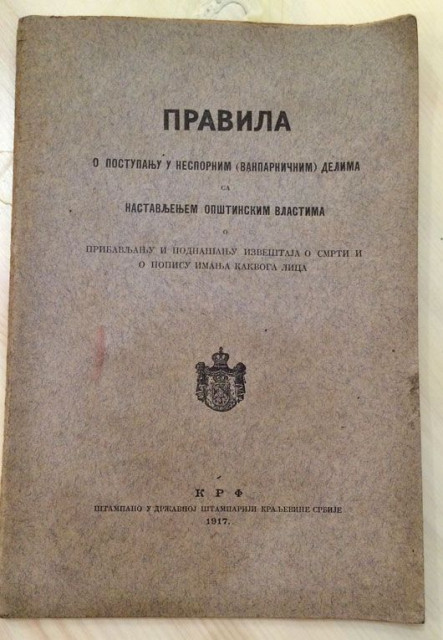 ПРАВИЛА
О ПОСТУПАЊУ У НЕСПОРНИМ (ВАНПАРНИЧНИМ) ДЕЛИМА
СА
НАСТАВЉЕЊЕМ ОПШТИНСКИМ ВЛАСТИМА
О
ПРИБАВЉАЊУ И ПОДНАШАЊУ ИЗВЕШТАЈА О СМРТИ И
О ПОПИСУ ИМАЊА КАКВОГА ЛИЦА
К Р Ф
ШТАМПАНО У ДРЖАВНОЈ ШТАМПАРИЈИ КРАЉЕВИНЕ СРБИЈЕ
1917.